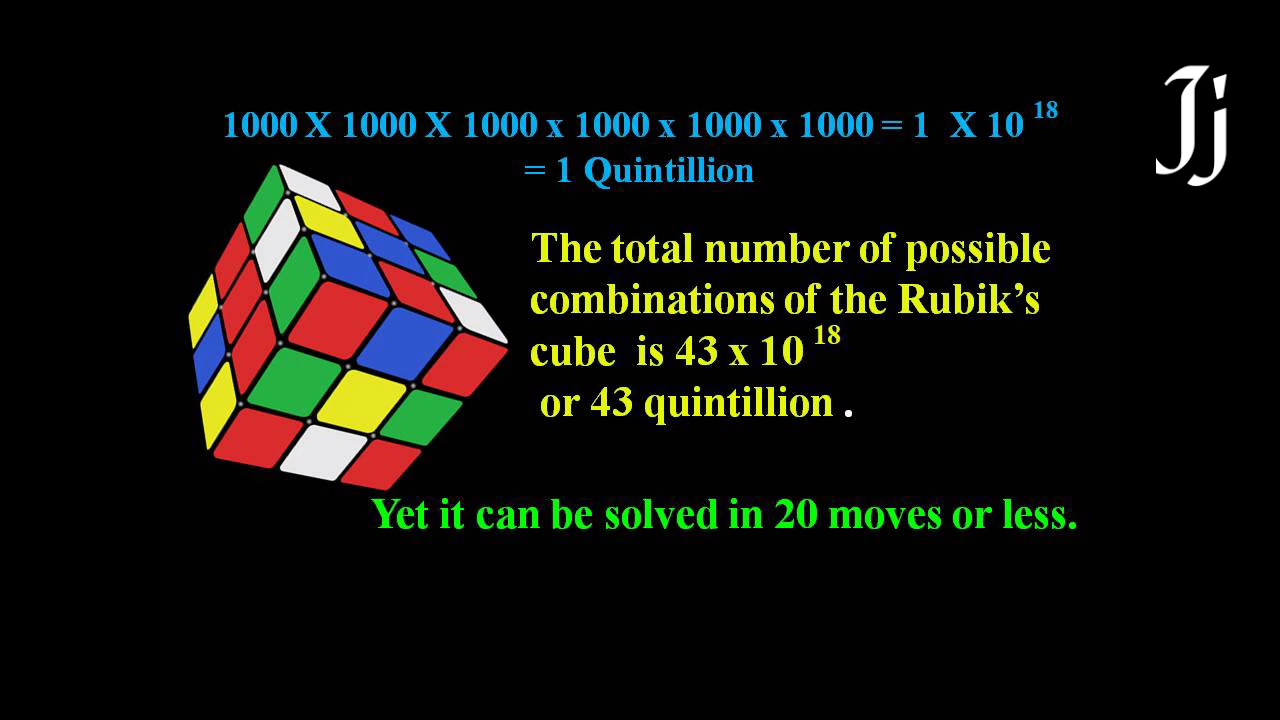 1000 X 1000 X 1000 x 1000 x 1000 x 1000 = 1 X 10 18
= 1 Quintillion
Jj
The total number of possible
combinations of the Rubik’s
cube is 43 x 10 18
or 43 quintillion .
Yet it can be solved in 20 moves or less.